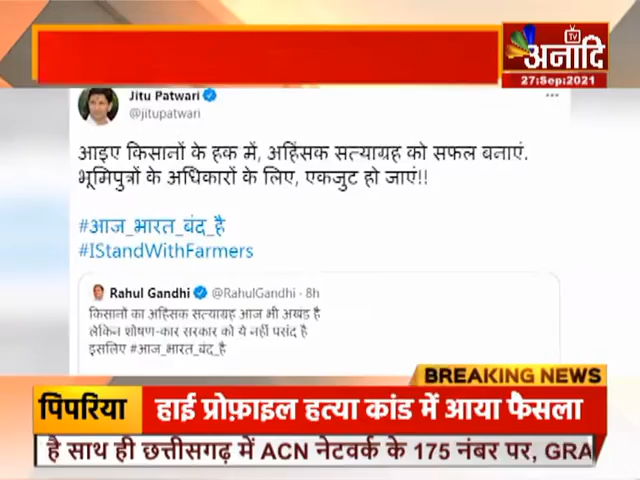 TV
अनादि
27:Sep:2021
Jitu Patwari
@jitupatwari
आइए किसानों के हक में, अहिंसक सत्याग्रह को सफल बनाएं.
भूमिपुत्रों के अधिकारों के लिए, एकजुट हो जाएं!!
#आज_भारत_बंद_है
#IStandWithFarmers
Rahul Gandhi @RahulGandhi · 8h
किसानों का अहिंसक सत्याग्रह आज भी अखंड है
लेकिन शोषण-कार सरकार को ये नहीं पसंद है
इसलिए #आज_भारत_बंद_है
BREAKING NEWS
पिपरिया हाई प्रोफ़ाइल हत्या कांड में आया फैसला
है साथ ही छत्तीसगढ़ में ACN नेटवर्क के 175 नंबर पर, GRA